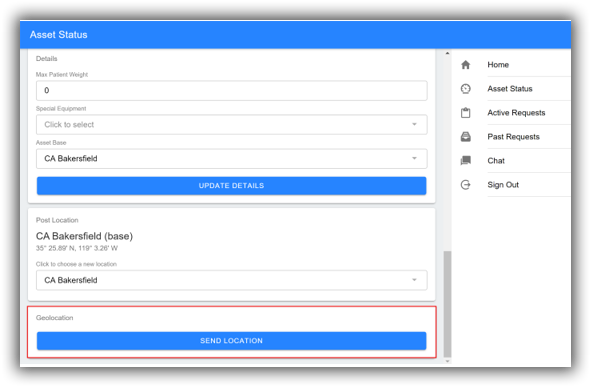 Asset Status
Details
Max Patient Weight
0
Special Equipment
Click to select
Asset Base
CA Bakersfield
UPDATE DETAILS
Post Location
CA Bakersfield (base)
35° 25.89' N, 119° 3.26' W
Click to choose a new location
CA Bakersfield
Geolocation
SEND LOCATION
Home
Asset Status
Active Requests
Past Requests
Chat
Sign Out